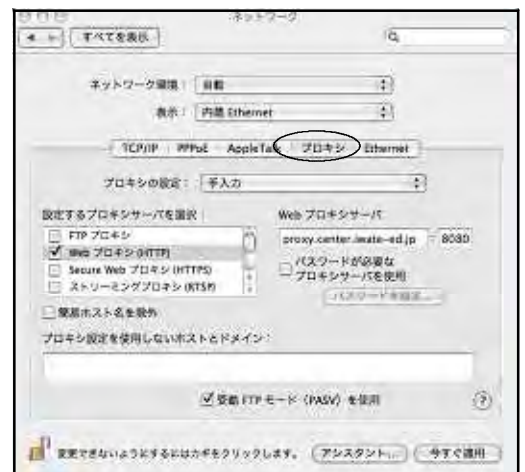 ネットワーク
すべてを表示
ネットワーク環境： 自動
表示： 内蔵 Ethernet
TCP/IP PPPoE AppleTalk プロキシ Ethernet
プロキシの設定： 手入力
設定するプロキシサーバを選択：
FTP プロキシ
Web プロキシ (HTTP)
Secure Web プロキシ (HTTPS)
ストリーミングプロキシ (RTSP)
Web プロキシサーバ
proxy.center.iwate-ed.jp : 8080
パスワードが必要な
プロキシサーバを使用
パスワードを設定...
簡易ホスト名を除外
プロキシ設定を使用しないホストとドメイン：
受動 FTP モード (PASV) を使用
?
変更できないようにするにはカギをクリックします。
アシスタント... 今すぐ適用